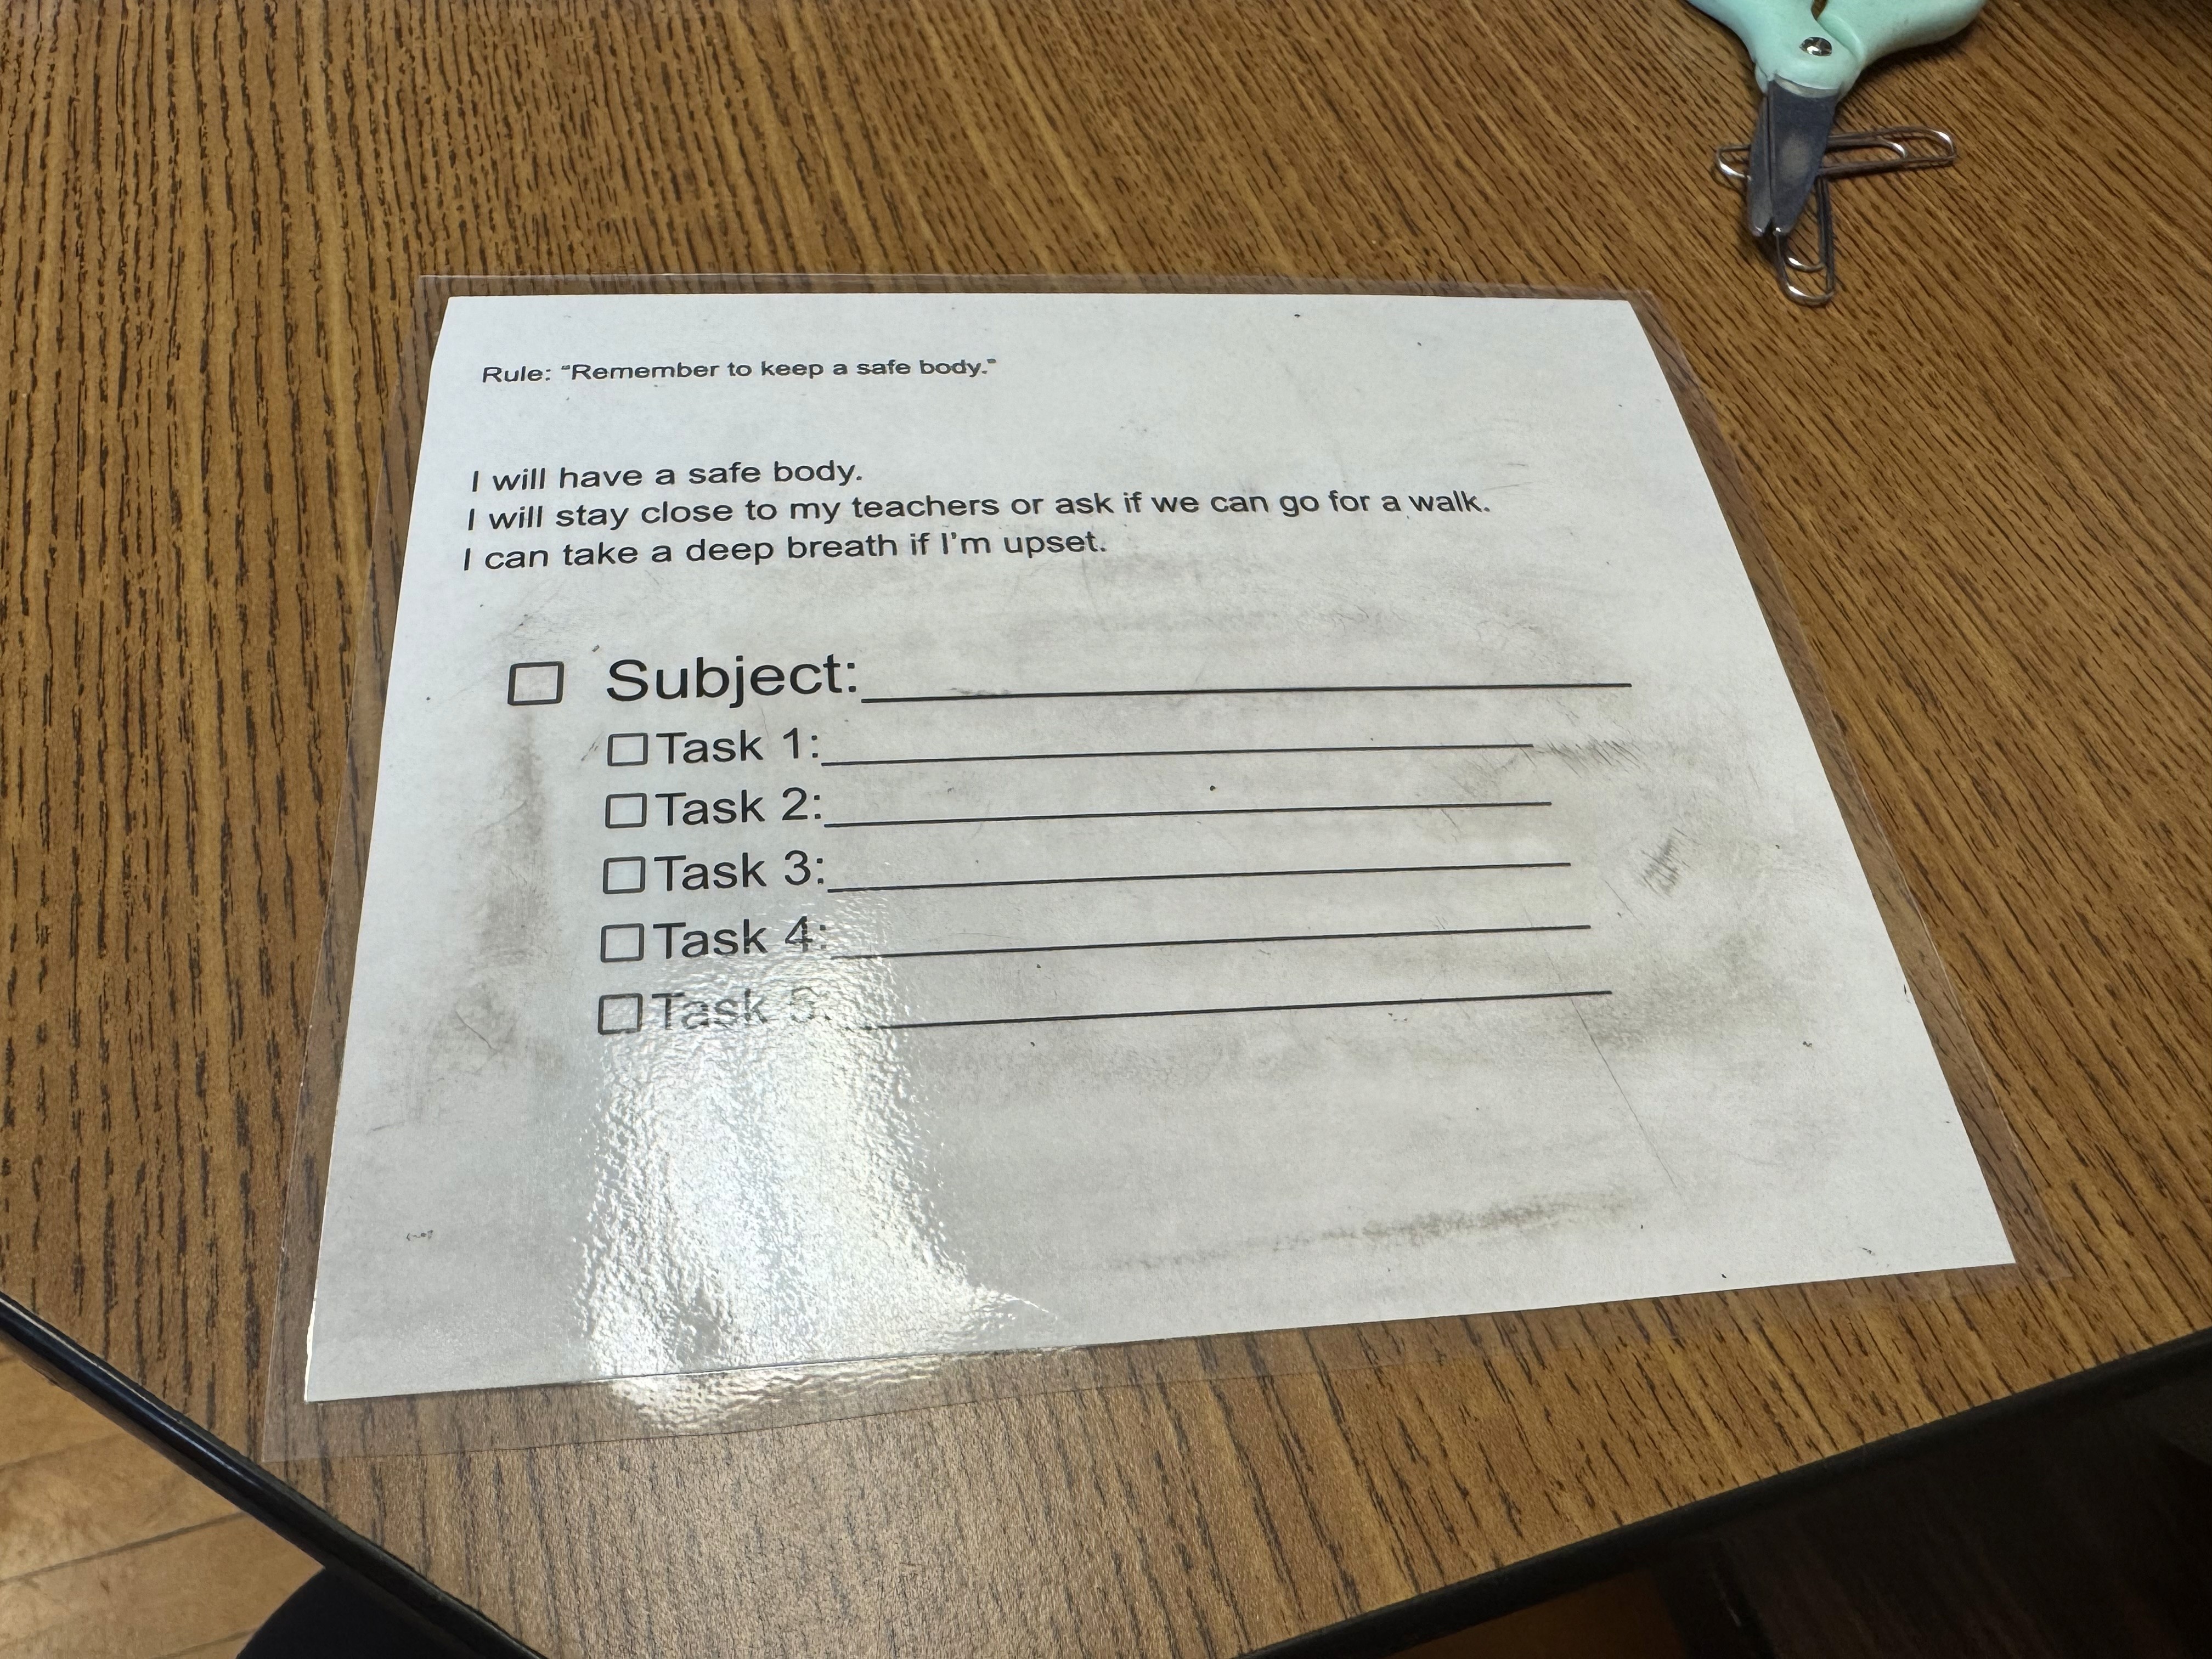 Rule: “Remember to keep a safe body.”
I will have a safe body.
I will stay close to my teachers or ask if we can go for a walk.
I can take a deep breath if I’m upset.
Subject:
Task 1:
Task 2:
Task 3:
Task 4:
Task 5: